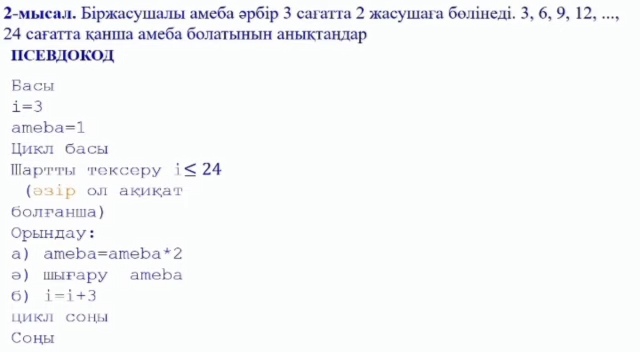 2-мысал. Біржасушалы амеба әрбір 3 сағатта 2 жасушаға бөлінеді. 3, 6, 9, 12, ...,
24 сағатта қанша амеба болатынын анықтаңдар
ПСЕВДОКОД
Басы
i=3
ameba=1
Цикл басы
Шартты тексеру i≤ 24
(әзір ол ақиқат
болғанша)
Орындау:
а) ameba=ameba*2
ә) шығару ameba
б) i=i+3
цикл соңы
Соңы